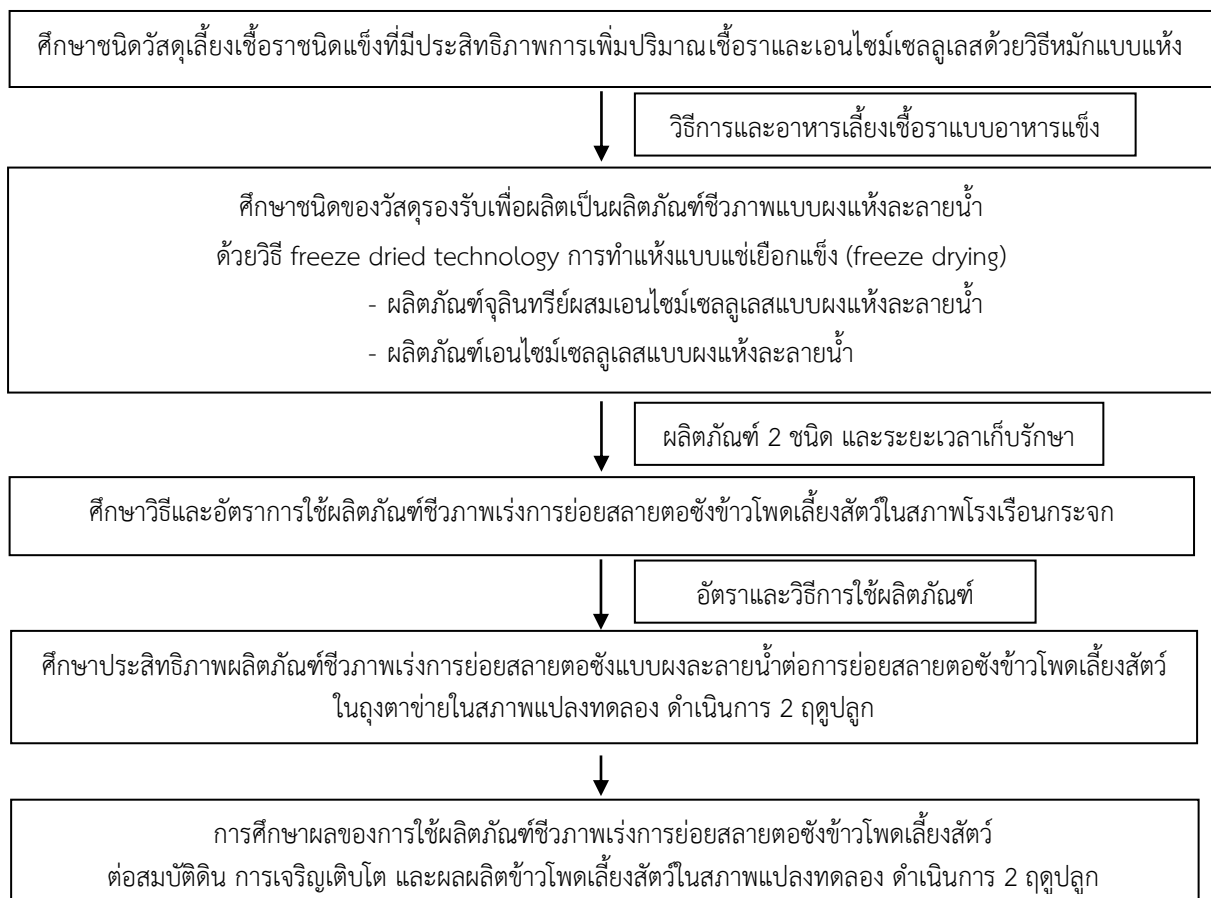 ศึกษาชนิดวัสดุเลี้ยงเชื้อราชนิดแข็งที่มีประสิทธิภาพการเพิ่มปริมาณเชื้อราและเอนไซม์เซลลูเลสด้วยวิธีหมักแบบแห้ง
วิธีการและอาหารเลี้ยงเชื้อราแบบอาหารแข็ง
ศึกษาชนิดของวัสดุรองรับเพื่อผลิตเป็นผลิตภัณฑ์ชีวภาพแบบผงแห้งละลายน้ำ
ด้วยวิธี freeze dried technology การทำแห้งแบบแช่เยือกแข็ง (freeze drying)
- ผลิตภัณฑ์จุลินทรีย์ผสมเอนไซม์เซลลูเลสแบบผงแห้งละลายน้ำ
- ผลิตภัณฑ์เอนไซม์เซลลูเลสแบบผงแห้งละลายน้ำ
ผลิตภัณฑ์ 2 ชนิด และระยะเวลาเก็บรักษา
ศึกษาวิธีและอัตราการใช้ผลิตภัณฑ์ชีวภาพเร่งการย่อยสลายตอซังข้าวโพดเลี้ยงสัตว์ในสภาพโรงเรือนกระจก
อัตราและวิธีการใช้ผลิตภัณฑ์
ศึกษาประสิทธิภาพผลิตภัณฑ์ชีวภาพเร่งการย่อยสลายตอซังแบบผงละลายน้ำต่อการย่อยสลายตอซังข้าวโพดเลี้ยงสัตว์
ในถุงตาข่ายในสภาพแปลงทดลอง ดำเนินการ 2 ฤดูปลูก
การศึกษาผลของการใช้ผลิตภัณฑ์ชีวภาพเร่งการย่อยสลายตอซังข้าวโพดเลี้ยงสัตว์
ต่อสมบัติดิน การเจริญเติบโต และผลผลิตข้าวโพดเลี้ยงสัตว์ในสภาพแปลงทดลอง ดำเนินการ 2 ฤดูปลูก